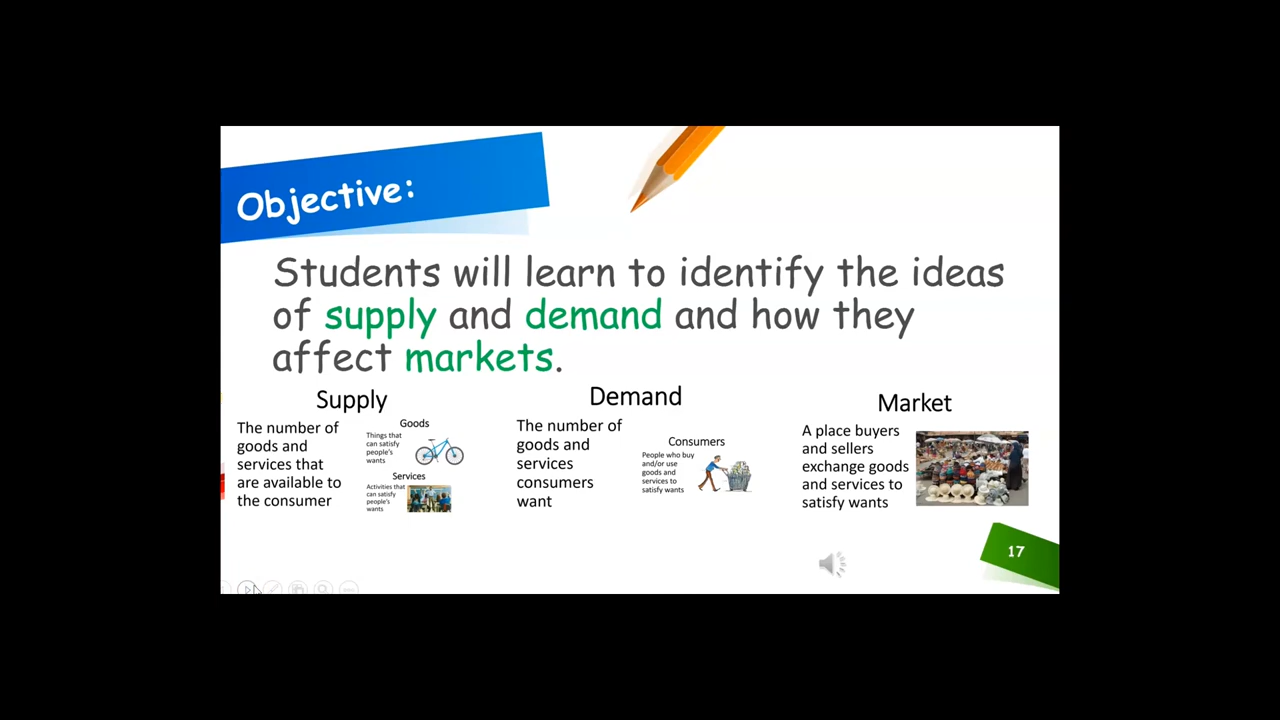 Objective:
Students will learn to identify the ideas
of supply and demand and how they
affect markets.
Supply
The number of
goods and
services that
are available to
the consumer
Goods
Things that
can satisfy
people's
wants
Services
Activities that
can satisfy
people's
wants
Demand
The number of
goods and
services
consumers
want
Consumers
People who buy
and/or use
goods and
services to
satisfy wants
Market
A place buyers
and sellers
exchange goods
and services to
satisfy wants
17